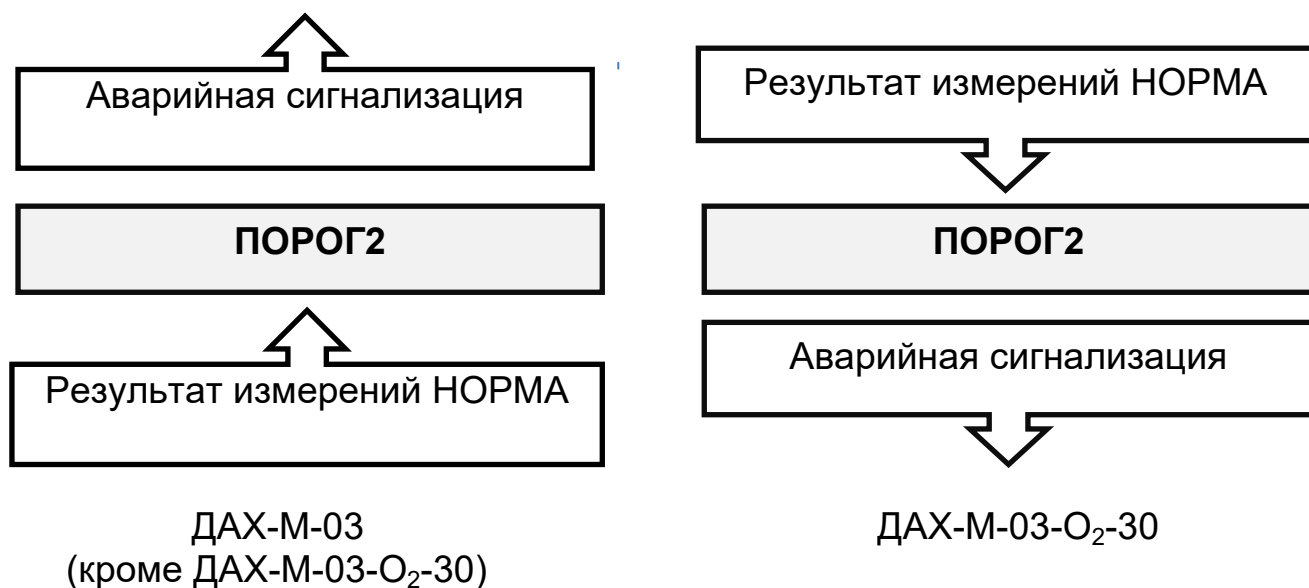 Аварийная сигнализация
ПОРОГ2
Результат измерений НОРМА
ДАХ-М-03
(кроме ДАХ-М-03-O₂-30)
Результат измерений НОРМА
ПОРОГ2
Аварийная сигнализация
ДАХ-М-03-O₂-30